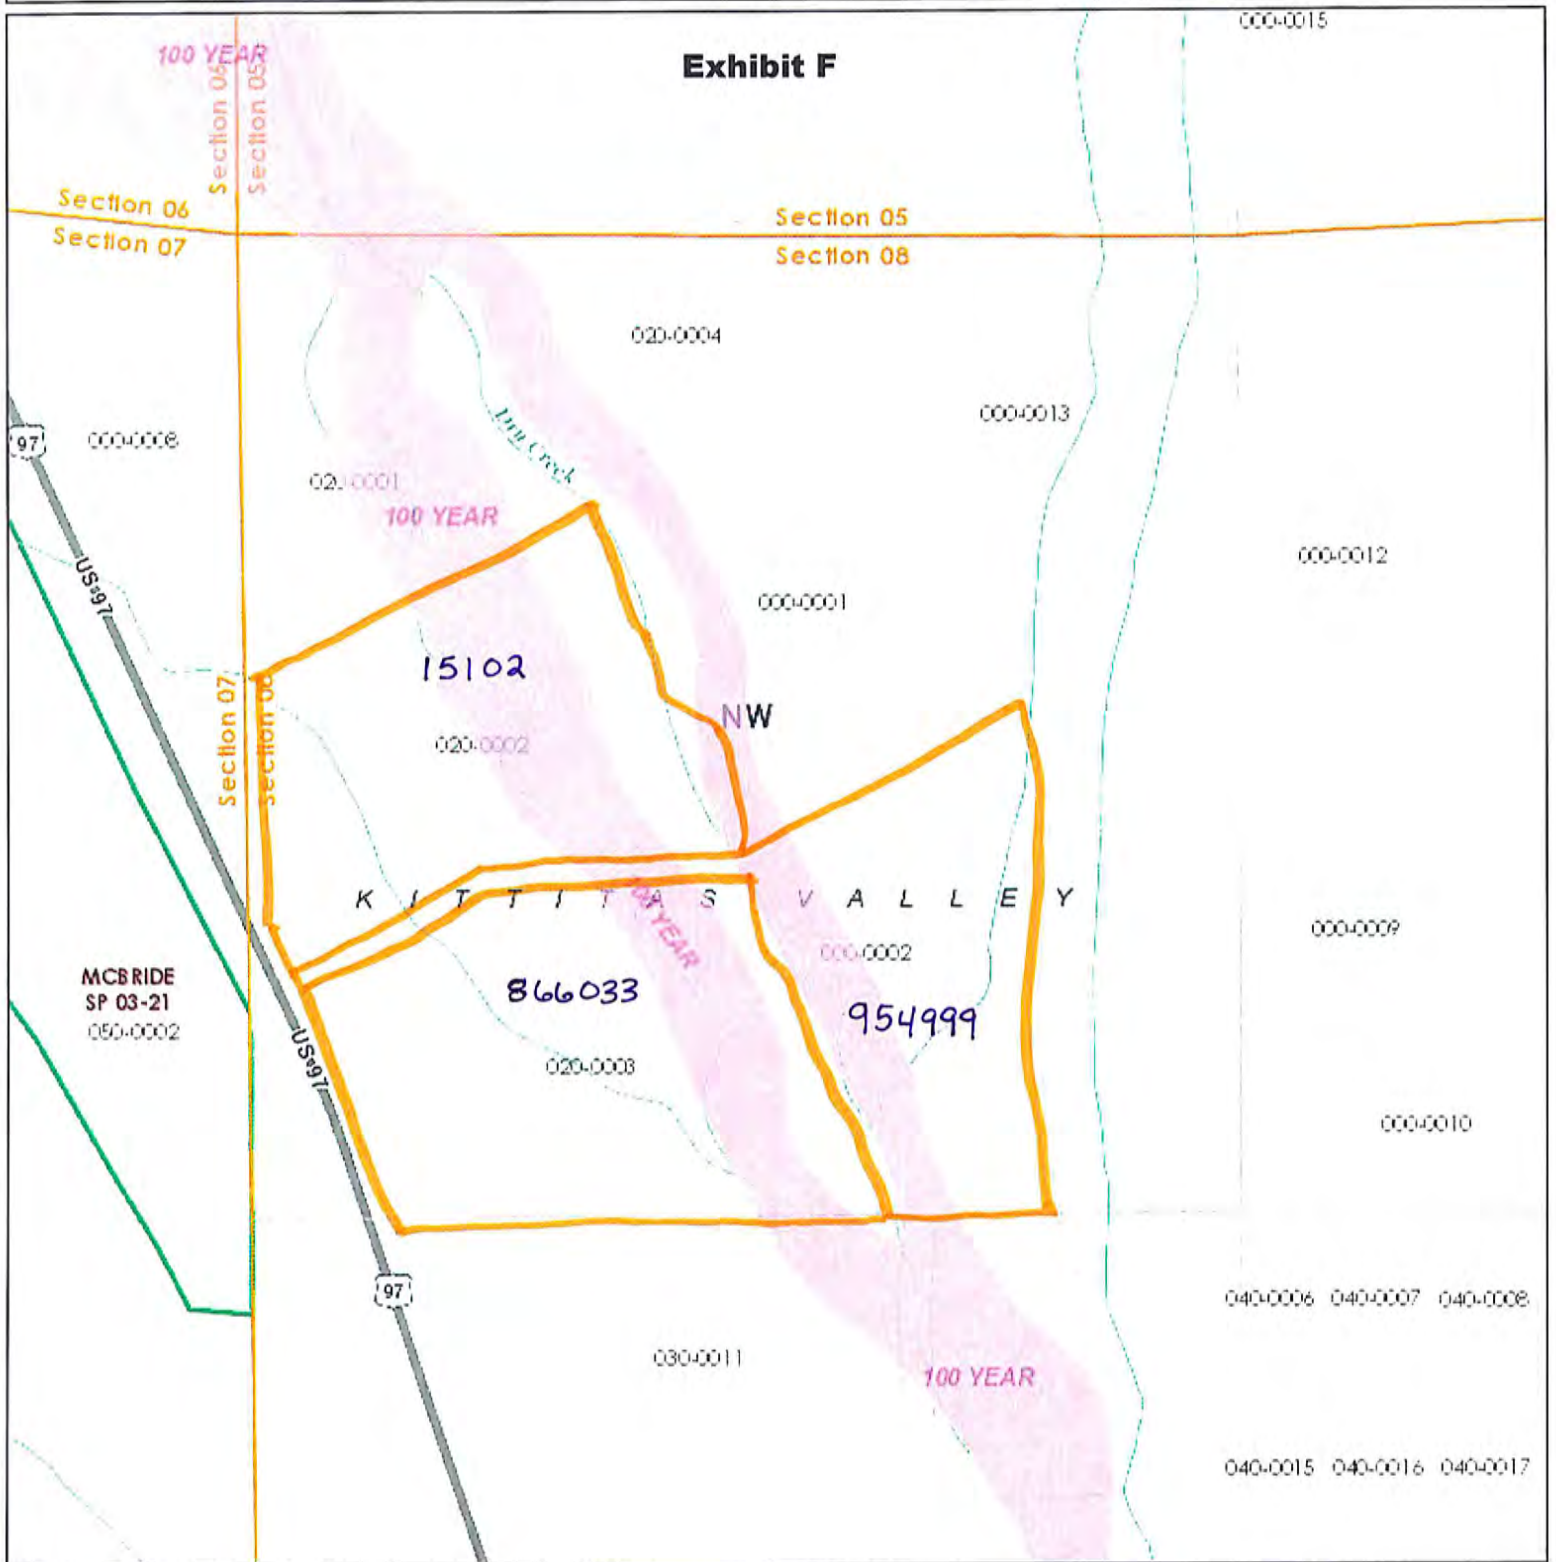 000-0015
Exhibit F
100 YEAR
Section 06
Section 05
Section 06
Section 07
Section 05
Section 08
020-0004
000-0013
97
000-0008
Dry Creek
020-0001
100 YEAR
US 97
000-0012
000-0001
15102
NW
020-0002
Section 07
Section 08
KITTITAS VALLEY
100 YEAR
000-0002
000-0009
MCBRIDE
SP 03-21
050-0002
866033
954999
US 97
020-0003
000-0010
97
040-0006 040-0007 040-0008
030-0011
100 YEAR
040-0015 040-0016 040-0017